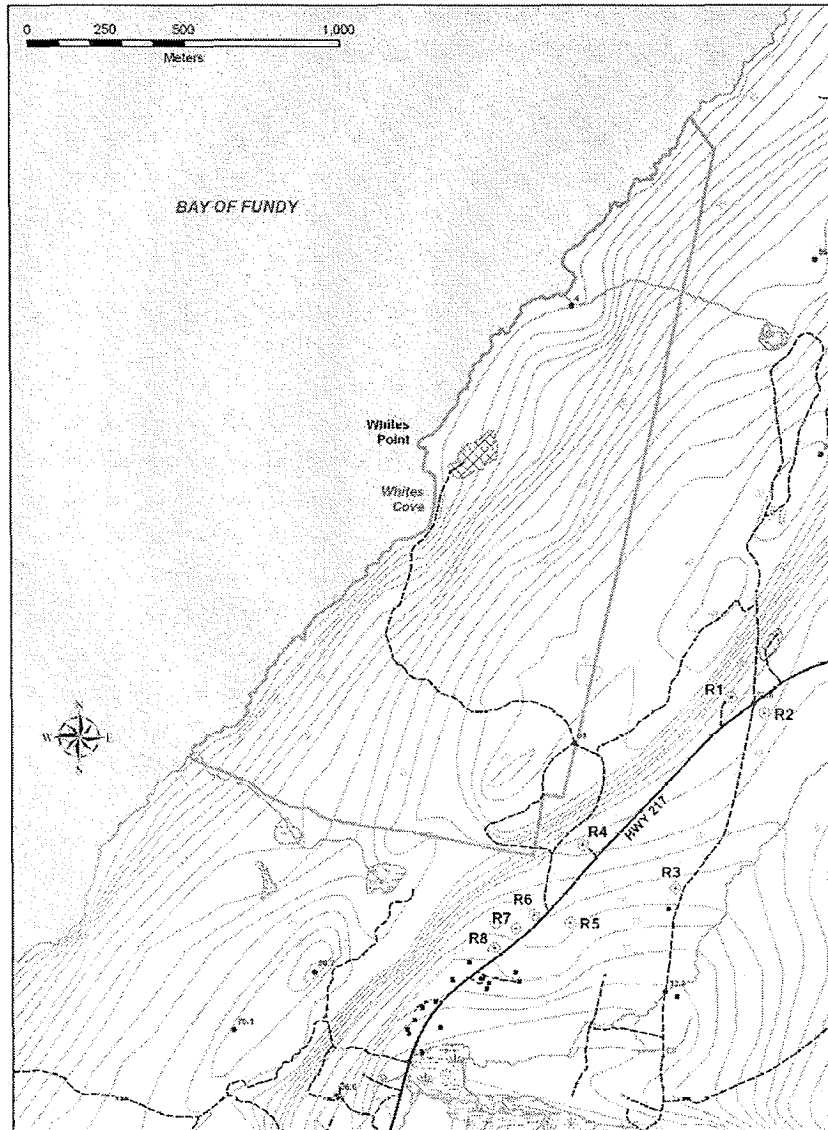 0 250 500 1,000
Meters
BAY OF FUNDY
Whites
Point
Whites
Cove
N
W E
S
R1
R2
HWY 217
R4
R3
R6
R5
R7
R8